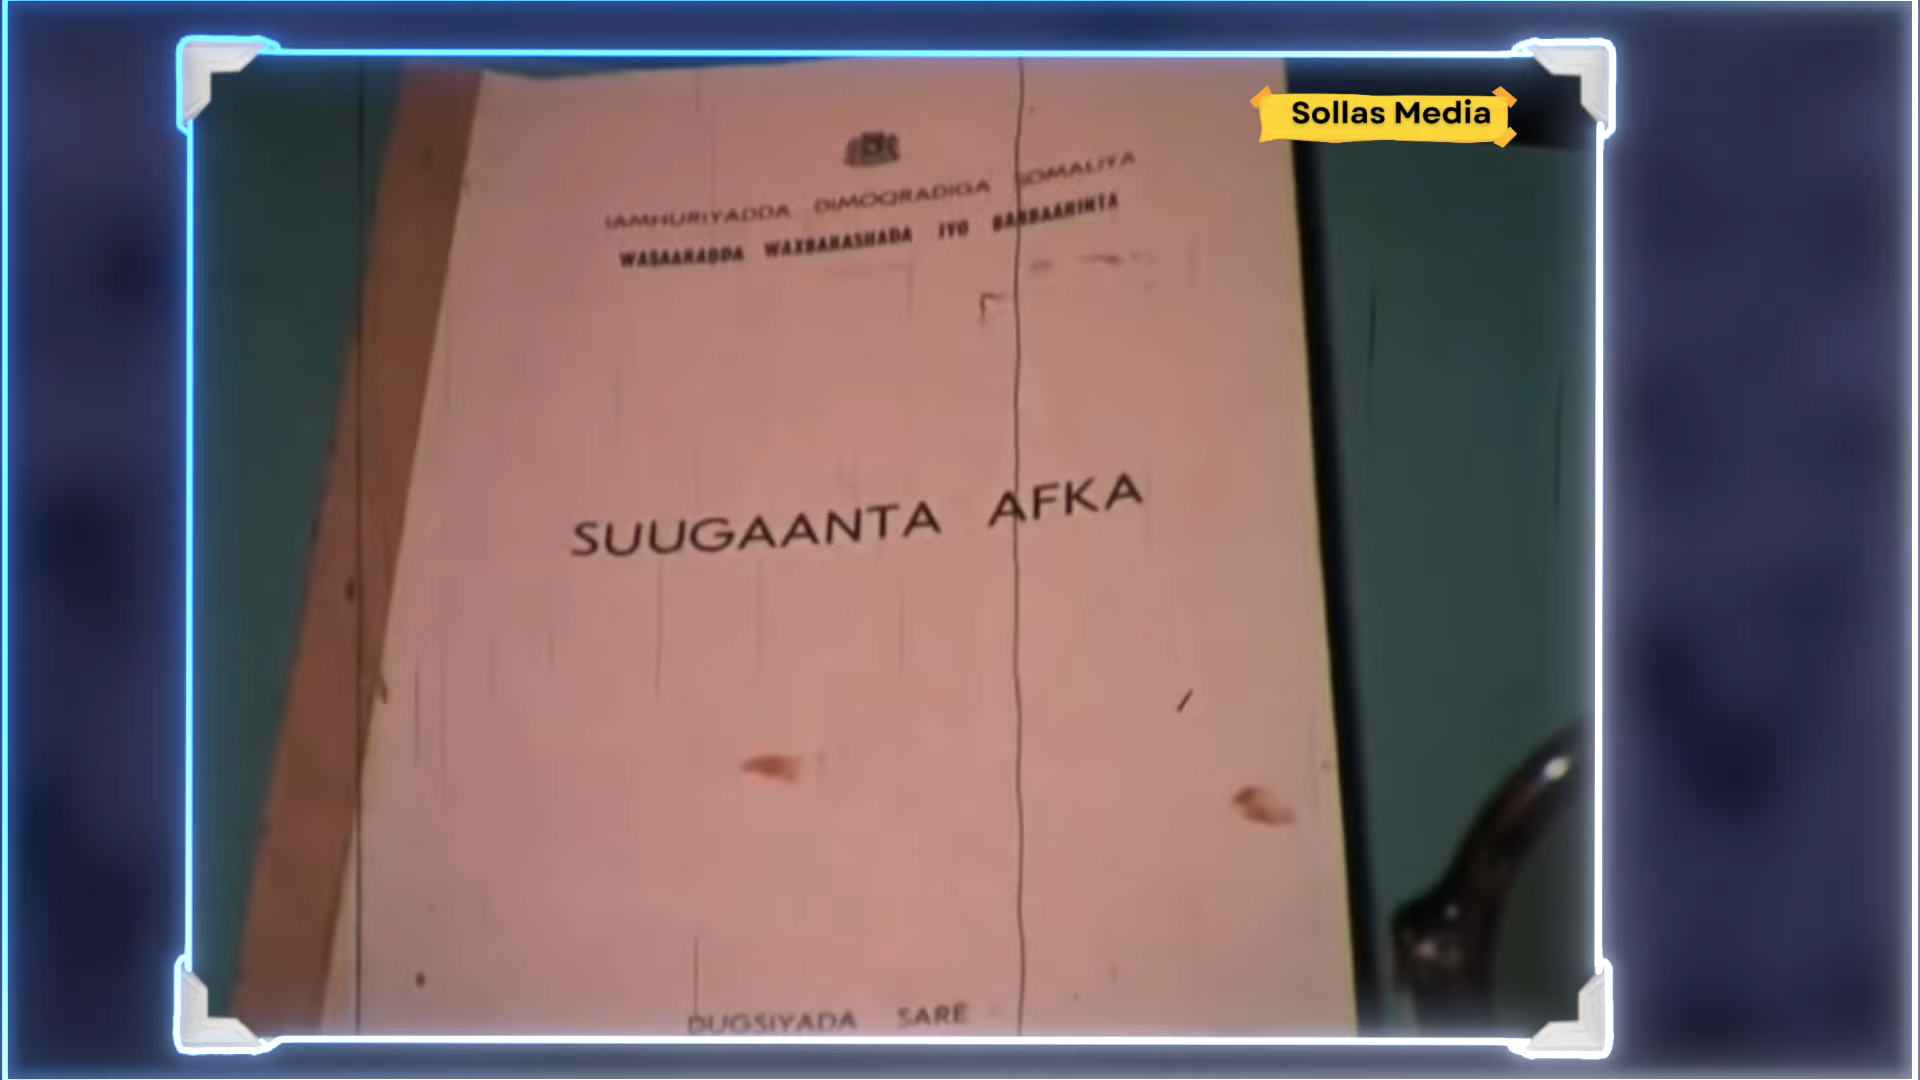 Sollas Media
JAMHURIYADDA DIMOQRADIGA SOMALIYA
WASAARADDA WAXBARASHADA IYO BARBAARINTA
SUUGAANTA AFKA
DUGSIYADA SARE